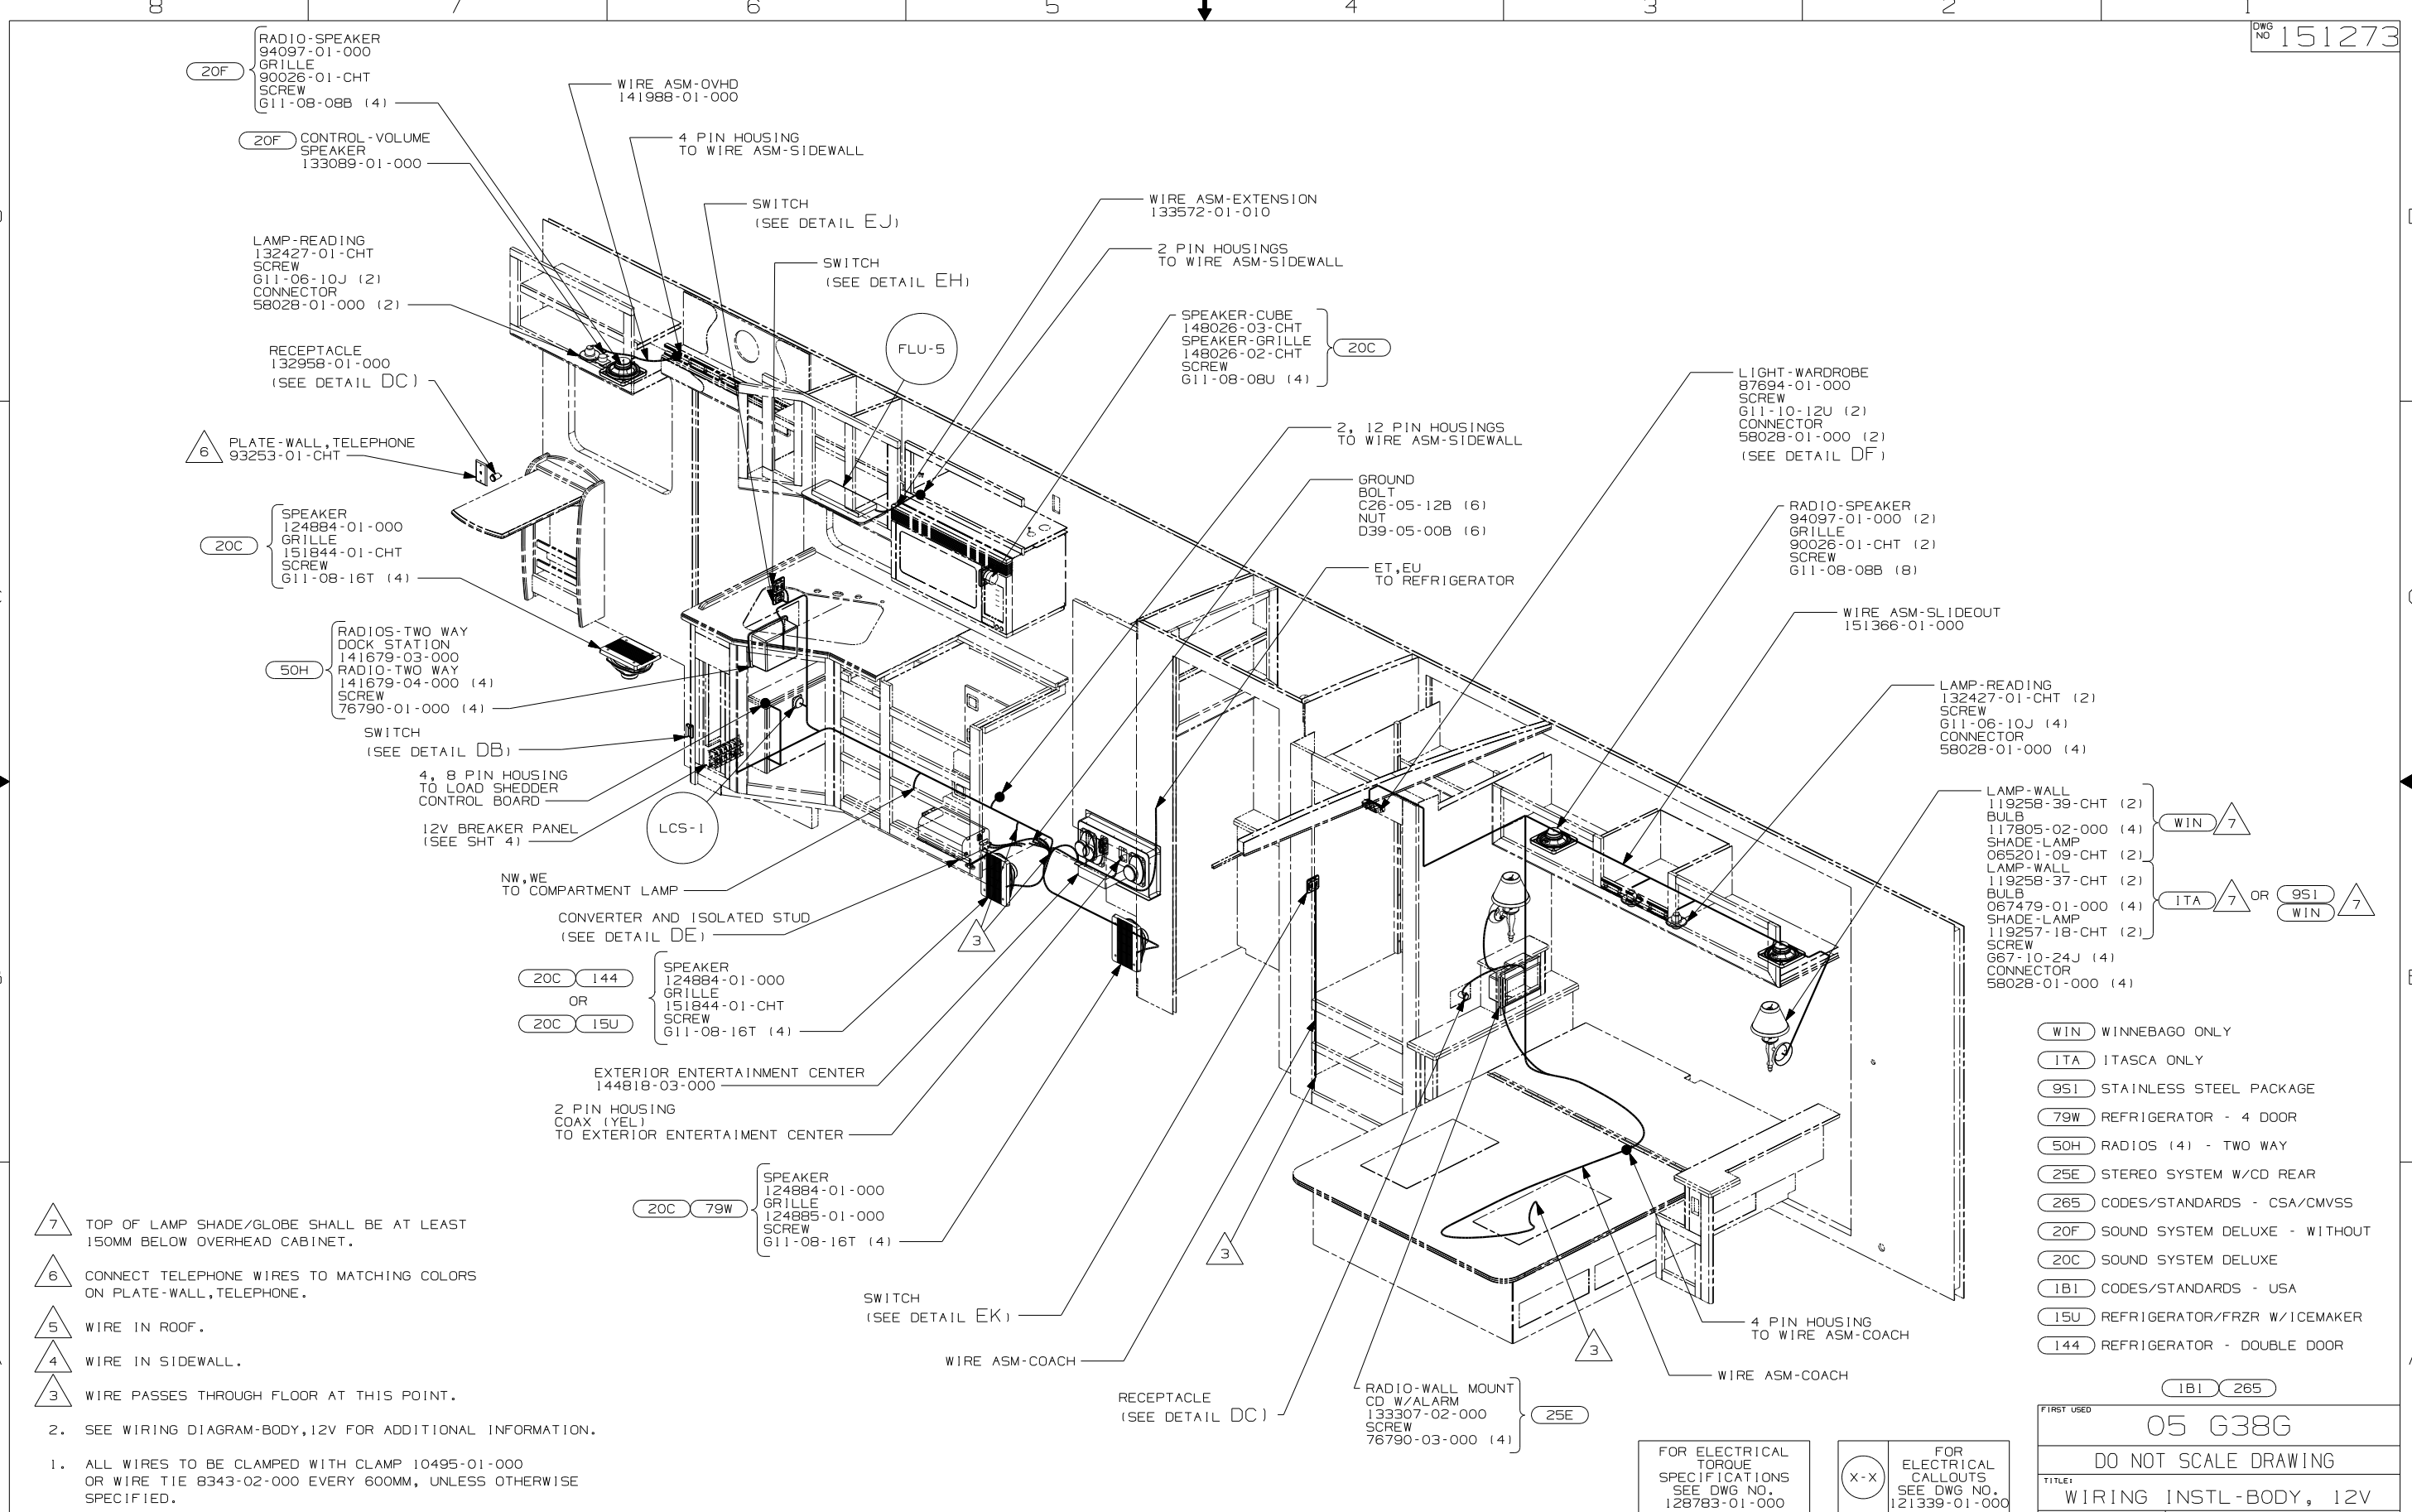 8 7 6 5 4 3 2 1
DWG NO 151273
RADIO-SPEAKER
94097-01-000
GRILLE
90026-01-CHT
SCREW
G11-08-08B (4)
20F
20F
CONTROL-VOLUME
SPEAKER
133089-01-000
WIRE ASM-OVHD
141988-01-000
4 PIN HOUSING
TO WIRE ASM-SIDEWALL
SWITCH
(SEE DETAIL EJ)
SWITCH
(SEE DETAIL EH)
WIRE ASM-EXTENSION
133572-01-010
2 PIN HOUSINGS
TO WIRE ASM-SIDEWALL
LAMP-READING
132427-01-CHT
SCREW
G11-06-10J (2)
CONNECTOR
58028-01-000 (2)
RECEPTACLE
132958-01-000
(SEE DETAIL DC)
6
PLATE-WALL,TELEPHONE
93253-01-CHT
FLU-5
SPEAKER-CUBE
148026-03-CHT
SPEAKER-GRILLE
148026-02-CHT
SCREW
G11-08-08U (4)
20C
2, 12 PIN HOUSINGS
TO WIRE ASM-SIDEWALL
GROUND
BOLT
C26-05-12B (6)
NUT
D39-05-00B (6)
ET,EU
TO REFRIGERATOR
LIGHT-WARDROBE
87694-01-000
SCREW
G11-10-12U (2)
CONNECTOR
58028-01-000 (2)
(SEE DETAIL DF)
RADIO-SPEAKER
94097-01-000 (2)
GRILLE
90026-01-CHT (2)
SCREW
G11-08-08B (8)
WIRE ASM-SLIDEOUT
151366-01-000
LAMP-READING
132427-01-CHT (2)
SCREW
G11-06-10J (4)
CONNECTOR
58028-01-000 (4)
LAMP-WALL
119258-39-CHT (2)
BULB
117805-02-000 (4)
SHADE-LAMP
065201-09-CHT (2)
WIN 7
LAMP-WALL
119258-37-CHT (2)
BULB
067479-01-000 (4)
SHADE-LAMP
119257-18-CHT (2)
ITA 7 OR 9S1 WIN 7
SCREW
G67-10-24J (4)
CONNECTOR
58028-01-000 (4)
20C
SPEAKER
124884-01-000
GRILLE
151844-01-CHT
SCREW
G11-08-16T (4)
50H
RADIOS-TWO WAY
DOCK STATION
141679-03-000
RADIO-TWO WAY
141679-04-000 (4)
SCREW
76790-01-000 (4)
SWITCH
(SEE DETAIL DB)
4, 8 PIN HOUSING
TO LOAD SHEDDER
CONTROL BOARD
12V BREAKER PANEL
(SEE SHT 4)
LCS-1
NW,WE
TO COMPARTMENT LAMP
CONVERTER AND ISOLATED STUD
(SEE DETAIL DE)
3
20C 144
OR
20C 15U
SPEAKER
124884-01-000
GRILLE
151844-01-CHT
SCREW
G11-08-16T (4)
EXTERIOR ENTERTAINMENT CENTER
144818-03-000
2 PIN HOUSING
COAX (YEL)
TO EXTERIOR ENTERTAIMENT CENTER
20C 79W
SPEAKER
124884-01-000
GRILLE
124885-01-000
SCREW
G11-08-16T (4)
3
SWITCH
(SEE DETAIL EK)
WIRE ASM-COACH
RECEPTACLE
(SEE DETAIL DC)
RADIO-WALL MOUNT
CD W/ALARM
133307-02-000
SCREW
76790-03-000 (4)
25E
3
4 PIN HOUSING
TO WIRE ASM-COACH
WIRE ASM-COACH
WIN WINNEBAGO ONLY
ITA ITASCA ONLY
9S1 STAINLESS STEEL PACKAGE
79W REFRIGERATOR - 4 DOOR
50H RADIOS (4) - TWO WAY
25E STEREO SYSTEM W/CD REAR
265 CODES/STANDARDS - CSA/CMVSS
20F SOUND SYSTEM DELUXE - WITHOUT
20C SOUND SYSTEM DELUXE
1B1 CODES/STANDARDS - USA
15U REFRIGERATOR/FRZR W/ICEMAKER
144 REFRIGERATOR - DOUBLE DOOR
1B1 265
7 TOP OF LAMP SHADE/GLOBE SHALL BE AT LEAST
150MM BELOW OVERHEAD CABINET.
6 CONNECT TELEPHONE WIRES TO MATCHING COLORS
ON PLATE-WALL,TELEPHONE.
5 WIRE IN ROOF.
4 WIRE IN SIDEWALL.
3 WIRE PASSES THROUGH FLOOR AT THIS POINT.
2. SEE WIRING DIAGRAM-BODY,12V FOR ADDITIONAL INFORMATION.
1. ALL WIRES TO BE CLAMPED WITH CLAMP 10495-01-000
OR WIRE TIE 8343-02-000 EVERY 600MM, UNLESS OTHERWISE
SPECIFIED.
FOR ELECTRICAL
TORQUE
SPECIFICATIONS
SEE DWG NO.
128783-01-000
X-X
FOR
ELECTRICAL
CALLOUTS
SEE DWG NO.
121339-01-000
FIRST USED
05 G38G
DO NOT SCALE DRAWING
TITLE:
WIRING INSTL-BODY, 12V